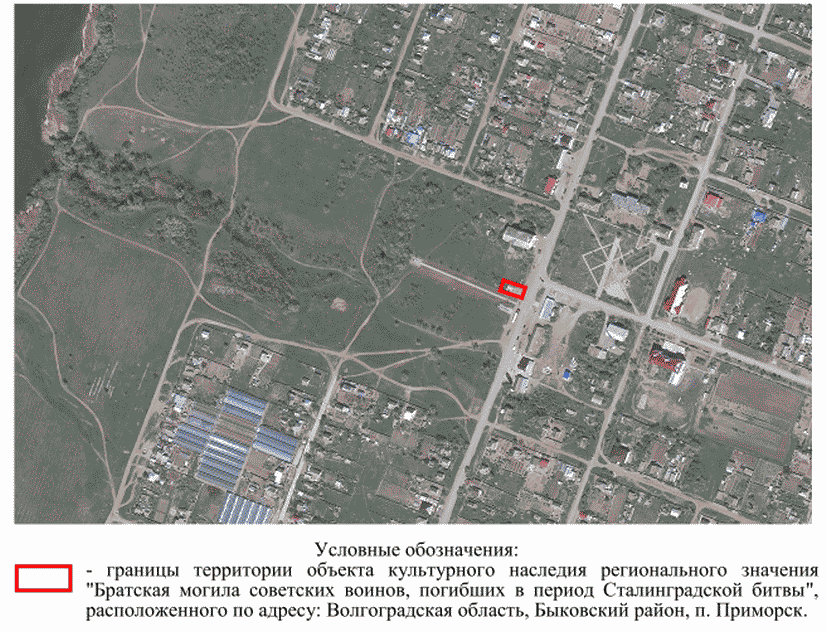 Условные обозначения:
- границы территории объекта культурного наследия регионального значения
"Братская могила советских воинов, погибших в период Сталинградской битвы",
расположенного по адресу: Волгоградская область, Быковский район, п. Приморск.